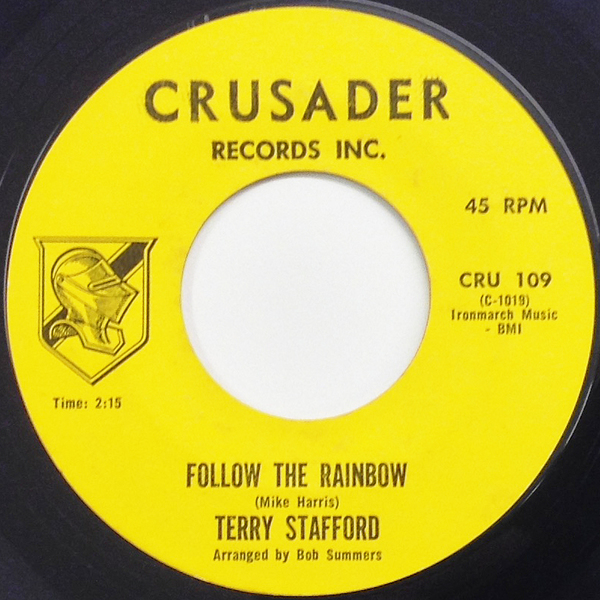 CRUSADER
RECORDS INC.
45 RPM
CRU 109
(C-1019)
Ironmarch Music
- BMI
Time: 2:15
FOLLOW THE RAINBOW
(Mike Harris)
TERRY STAFFORD
Arranged by Bob Summers